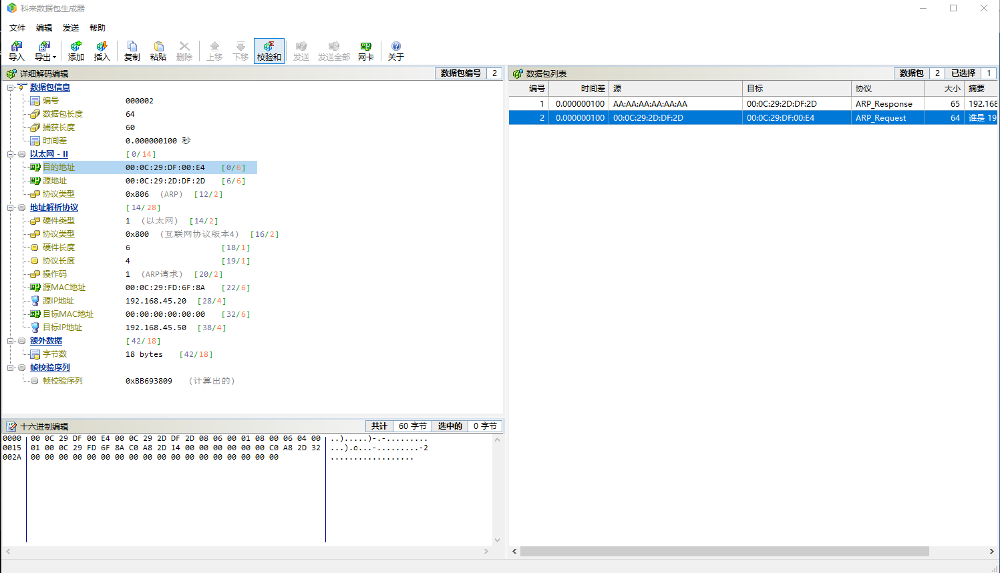 科来数据包生成器
文件 编辑 发送 帮助
导入 导出 添加 插入 复制 粘贴 删除 上移 下移 校验和 发送 发送全部 网卡 关于
详细解码编辑 数据包编号 2
数据包信息
编号 000002
数据包长度 64
捕获长度 60
时间差 0.000000100 秒
以太网 - II [0/14]
目的地址 00:0C:29:DF:00:E4 [0/6]
源地址 00:0C:29:2D:DF:2D [6/6]
协议类型 0x806 (ARP) [12/2]
地址解析协议 [14/28]
硬件类型 1 (以太网) [14/2]
协议类型 0x800 (互联网协议版本4) [16/2]
硬件长度 6 [18/1]
协议长度 4 [19/1]
操作码 1 (ARP请求) [20/2]
源MAC地址 00:0C:29:FD:6F:8A [22/6]
源IP地址 192.168.45.20 [28/4]
目标MAC地址 00:00:00:00:00:00 [32/6]
目标IP地址 192.168.45.50 [38/4]
额外数据 [42/18]
字节数 18 bytes [42/18]
帧校验序列
帧校验序列 0xBB693809 (计算出的)
十六进制编辑 共计 60 字节 选中的 0 字节
0000 00 0C 29 DF 00 E4 00 0C 29 2D DF 2D 08 06 00 01 08 00 06 04 00 ..).....)-.-.........
0015 01 00 0C 29 FD 6F 8A C0 A8 2D 14 00 00 00 00 00 00 C0 A8 2D 32 ...).o...-.........-2
002A 00 00 00 00 00 00 00 00 00 00 00 00 00 00 00 00 00 00 ..................
数据包列表 数据包 2 已选择 1
编号 时间差 源 目标 协议 大小 摘要
1 0.000000100 AA:AA:AA:AA:AA:AA 00:0C:29:2D:DF:2D ARP_Response 65 192.168
2 0.000000100 00:0C:29:2D:DF:2D 00:0C:29:DF:00:E4 ARP_Request 64 谁是 19